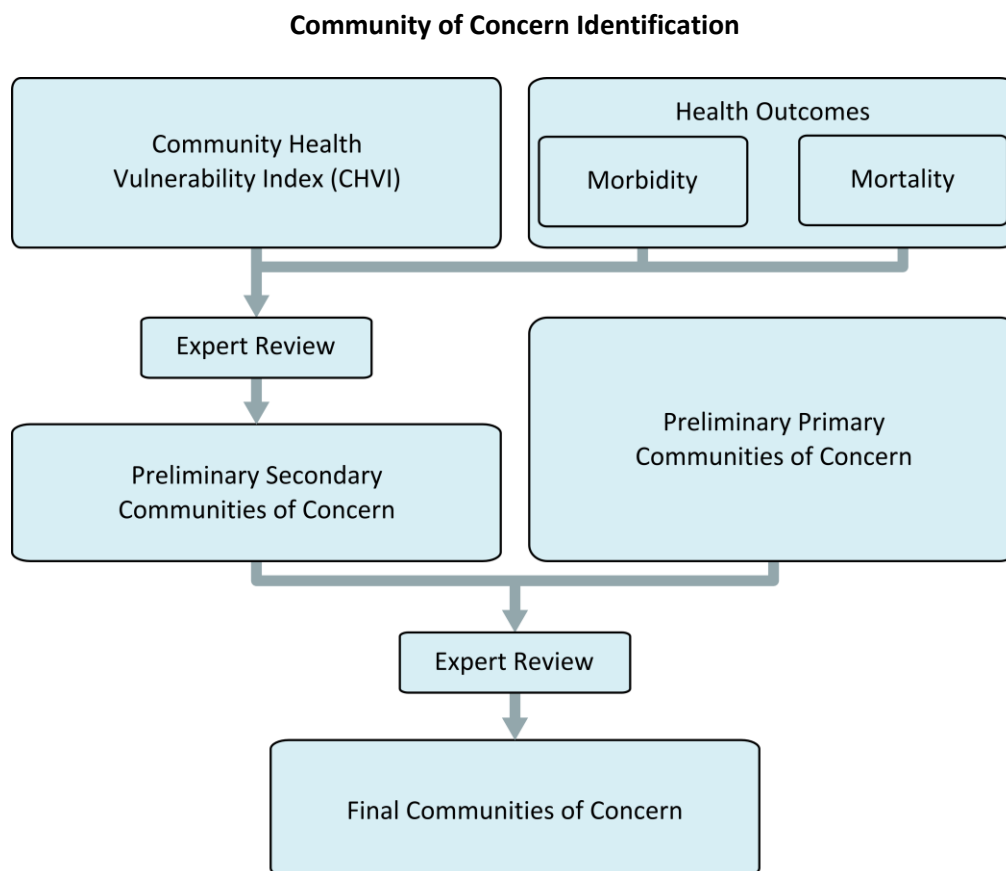 Community of Concern Identification
Community Health
Vulnerability Index (CHVI)
Health Outcomes
Morbidity
Mortality
Expert Review
Preliminary Primary
Communities of Concern
Preliminary Secondary
Communities of Concern
Expert Review
Final Communities of Concern